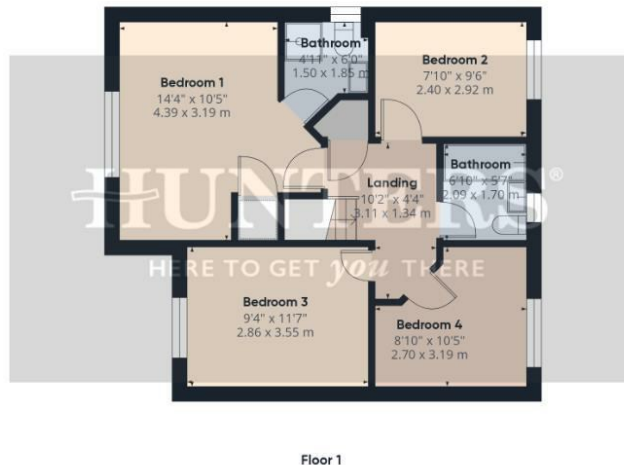 Bathroom
4'11" x 6'0"
1.50 x 1.85 m
Bedroom 2
7'10" x 9'6"
2.40 x 2.92 m
Bedroom 1
14'4" x 10'5"
4.39 x 3.19 m
Bathroom
6'10" x 5'7"
2.09 x 1.70 m
Landing
10'2" x 4'4"
3.11 x 1.34 m
HUNTERS®
HERE TO GET you THERE
Bedroom 3
9'4" x 11'7"
2.86 x 3.55 m
Bedroom 4
8'10" x 10'5"
2.70 x 3.19 m
Floor 1